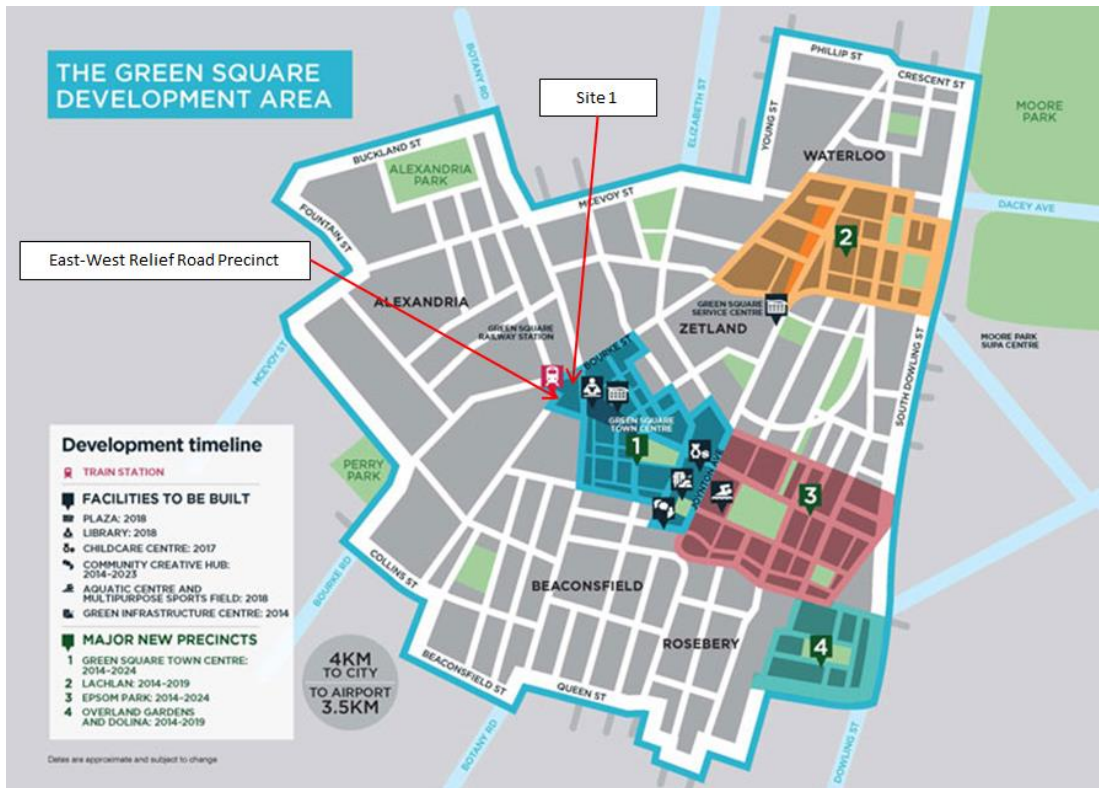 THE GREEN SQUARE
DEVELOPMENT AREA
Site 1
East-West Relief Road Precinct
BOTANY RD
ELIZABETH ST
PHILLIP ST
CRESCENT ST
YOUNG ST
MOORE
PARK
WATERLOO
BUCKLAND ST
ALEXANDRIA
PARK
MCEVOY ST
DACEY AVE
FOUNTAIN ST
2
ALEXANDRIA
GREEN SQUARE
SERVICE CENTRE
ZETLAND
GREEN SQUARE
RAILWAY STATION
BOURKE ST
MOORE PARK
SUPA CENTRE
SOUTH DOWLING ST
MCEVOY ST
GREEN SQUARE
TOWN CENTRE
1
JOYNTON AVE
3
PERRY
PARK
COLLINS ST
BOURKE RD
BEACONSFIELD
ROSEBERY
4
BEACONSFIELD ST
QUEEN ST
BOTANY RD
DOWLING ST
4KM
TO CITY
TO AIRPORT
3.5KM
Development timeline
TRAIN STATION
FACILITIES TO BE BUILT
PLAZA: 2018
LIBRARY: 2018
CHILDCARE CENTRE: 2017
COMMUNITY CREATIVE HUB:
2014-2023
AQUATIC CENTRE AND
MULTIPURPOSE SPORTS FIELD: 2018
GREEN INFRASTRUCTURE CENTRE: 2014
MAJOR NEW PRECINCTS
1 GREEN SQUARE TOWN CENTRE:
2014-2024
2 LACHLAN: 2014-2019
3 EPSOM PARK: 2014-2024
4 OVERLAND GARDENS
AND DOLINA: 2014-2019
Dates are approximate and subject to change